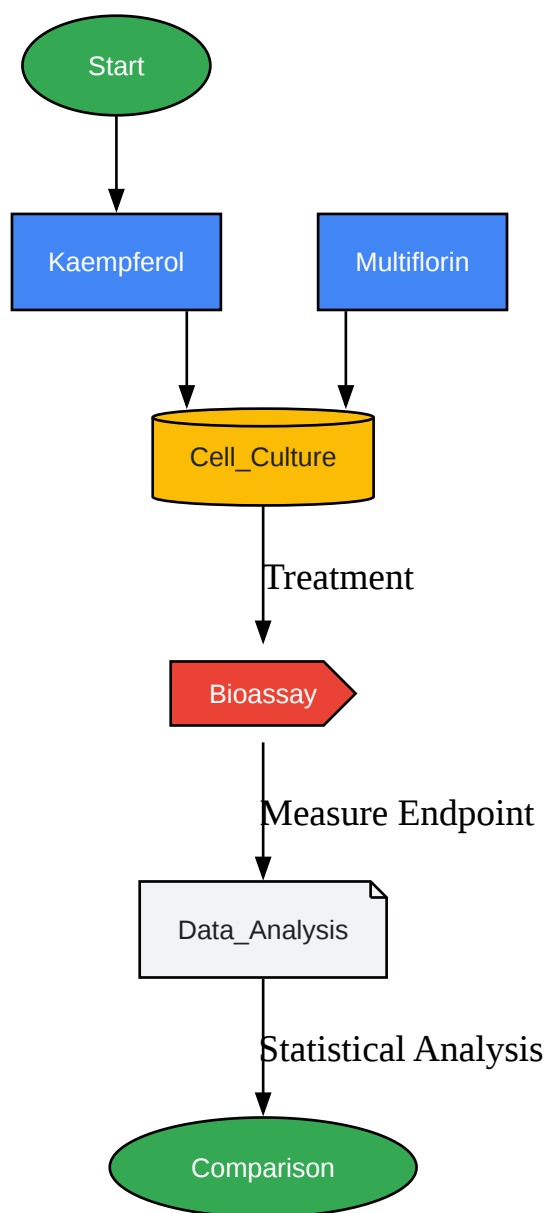 Start
Kaempferol
Multiflorin
Cell_Culture
Treatment
Bioassay
Measure Endpoint
Data_Analysis
Statistical Analysis
Comparison